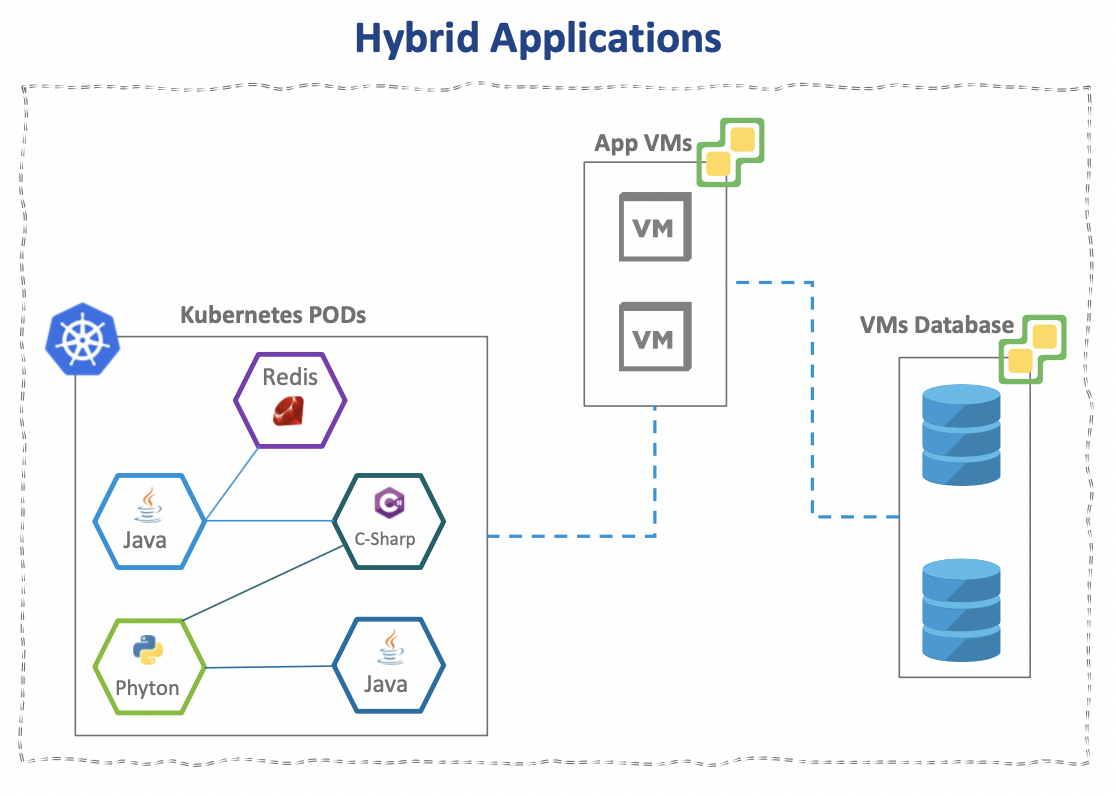 Hybrid Applications
App VMs
VM
VM
Kubernetes PODs
VMs Database
Redis
Java
C#
C-Sharp
Phyton
Java